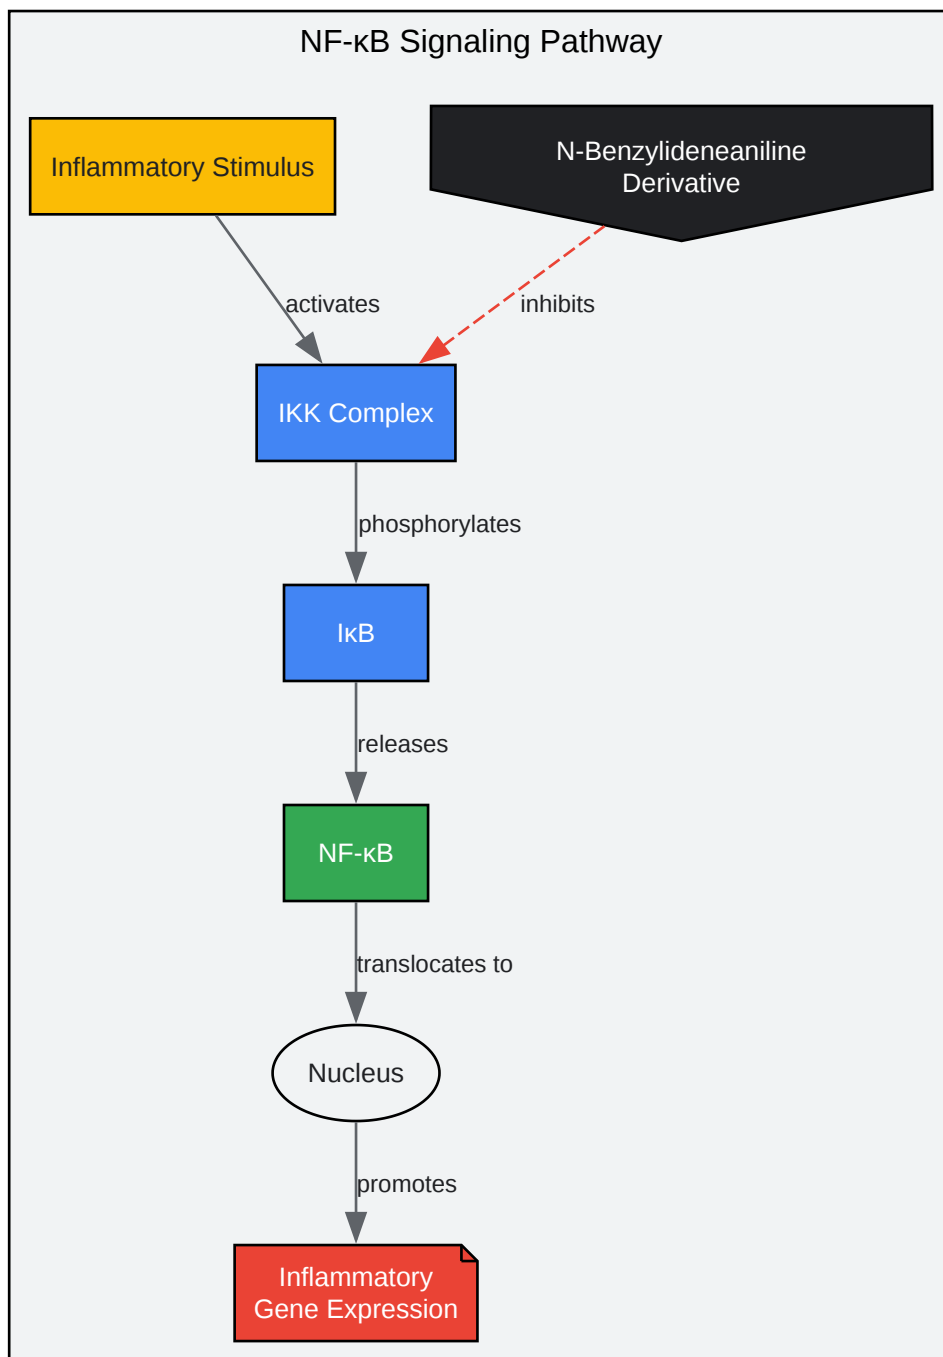 NF-κB Signaling Pathway
Inflammatory Stimulus
N-Benzylideneaniline
Derivative
activates
inhibits
IKK Complex
phosphorylates
IκB
releases
NF-κB
translocates to
Nucleus
promotes
Inflammatory
Gene Expression